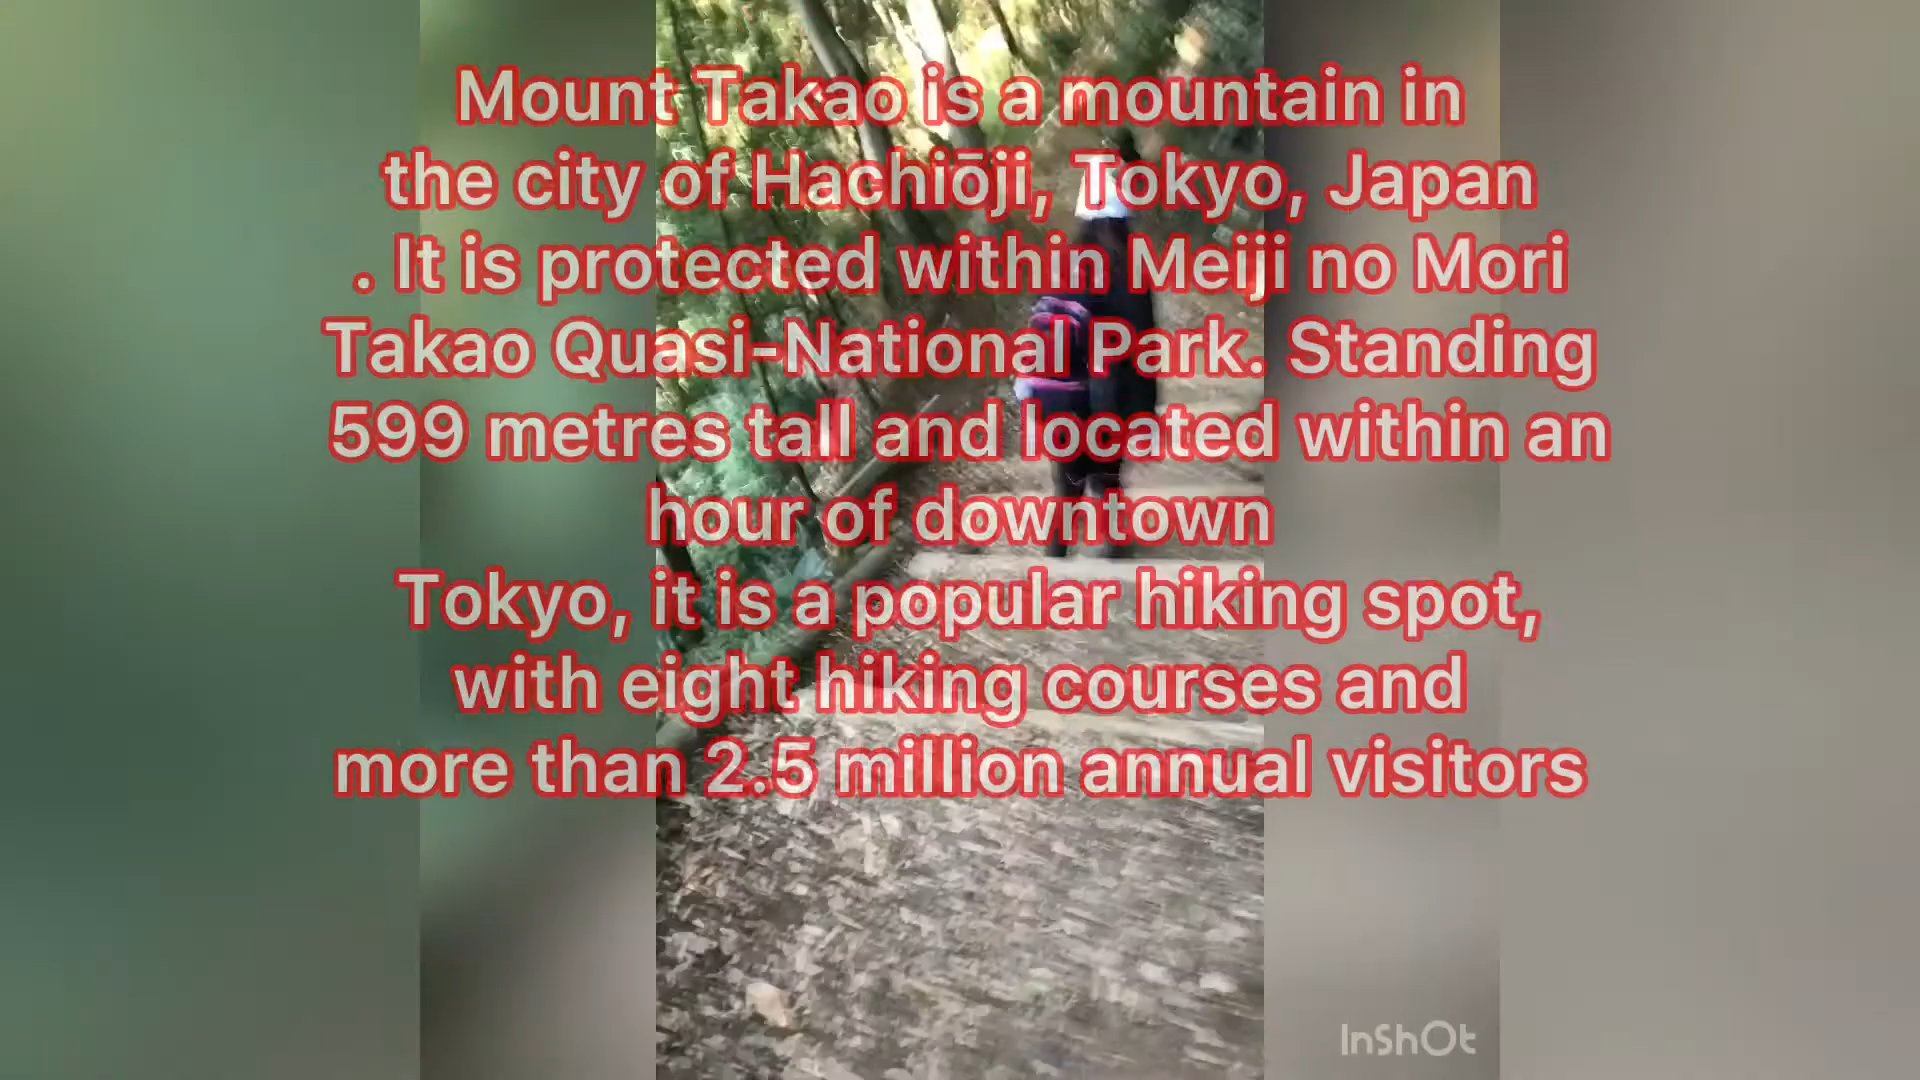 Mount Takao is a mountain in
the city of Hachiōji, Tokyo, Japan
. It is protected within Meiji no Mori
Takao Quasi-National Park. Standing
599 metres tall and located within an
hour of downtown
Tokyo, it is a popular hiking spot,
with eight hiking courses and
more than 2.5 million annual visitors
InShOt